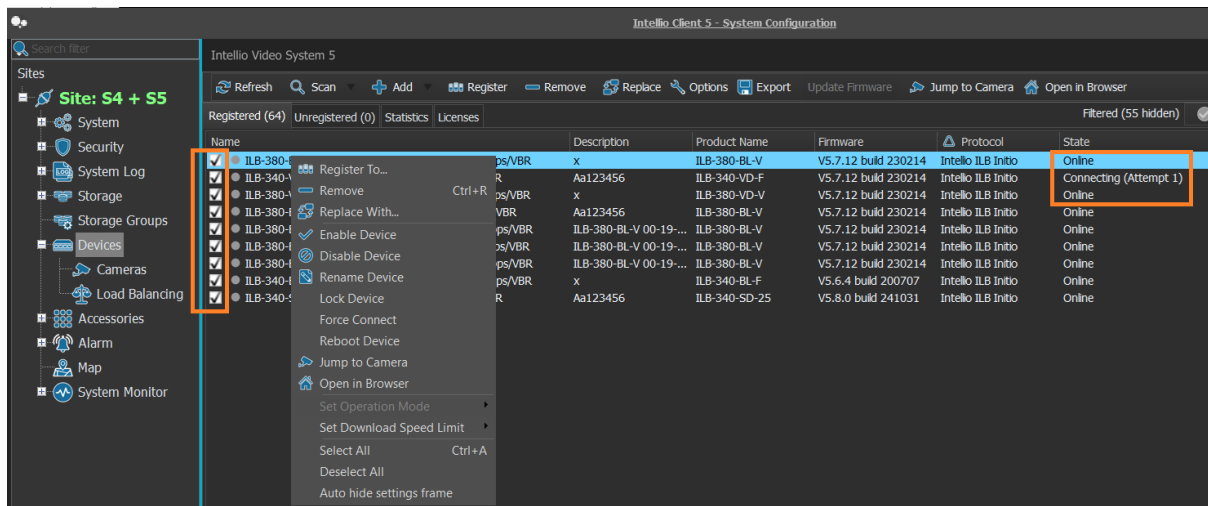 Intellio Client 5 - System Configuration
Search filter
Sites
Site: S4 + S5
System
Security
System Log
Storage
Storage Groups
Devices
Cameras
Load Balancing
Accessories
Alarm
Map
System Monitor
Intellio Video System 5
Refresh Scan Add Register Remove Replace Options Export Update Firmware Jump to Camera Open in Browser
Registered (64) Unregistered (0) Statistics Licenses Filtered (55 hidden)
Name Description Product Name Firmware Protocol State
ILB-380- ps/VBR x ILB-380-BL-V V5.7.12 build 230214 Intellio ILB Initio Online
ILB-340- R Aa123456 ILB-340-VD-F V5.7.12 build 230214 Intellio ILB Initio Connecting (Attempt 1)
ILB-380- ps/VBR x ILB-380-VD-V V5.7.12 build 230214 Intellio ILB Initio Online
ILB-380- VBR Aa123456 ILB-380-BL-V V5.7.12 build 230214 Intellio ILB Initio Online
ILB-380- ps/VBR ILB-380-BL-V 00-19-... ILB-380-BL-V V5.7.12 build 230214 Intellio ILB Initio Online
ILB-380- ps/VBR ILB-380-BL-V 00-19-... ILB-380-BL-V V5.7.12 build 230214 Intellio ILB Initio Online
ILB-380- ps/VBR ILB-380-BL-V 00-19-... ILB-380-BL-V V5.7.12 build 230214 Intellio ILB Initio Online
ILB-340- ps/VBR x ILB-340-BL-F V5.6.4 build 200707 Intellio ILB Initio Online
ILB-340- R Aa123456 ILB-340-SD-25 V5.8.0 build 241031 Intellio ILB Initio Online
Register To...
Remove Ctrl+R
Replace With...
Enable Device
Disable Device
Rename Device
Lock Device
Force Connect
Reboot Device
Jump to Camera
Open in Browser
Set Operation Mode
Set Download Speed Limit
Select All Ctrl+A
Deselect All
Auto hide settings frame